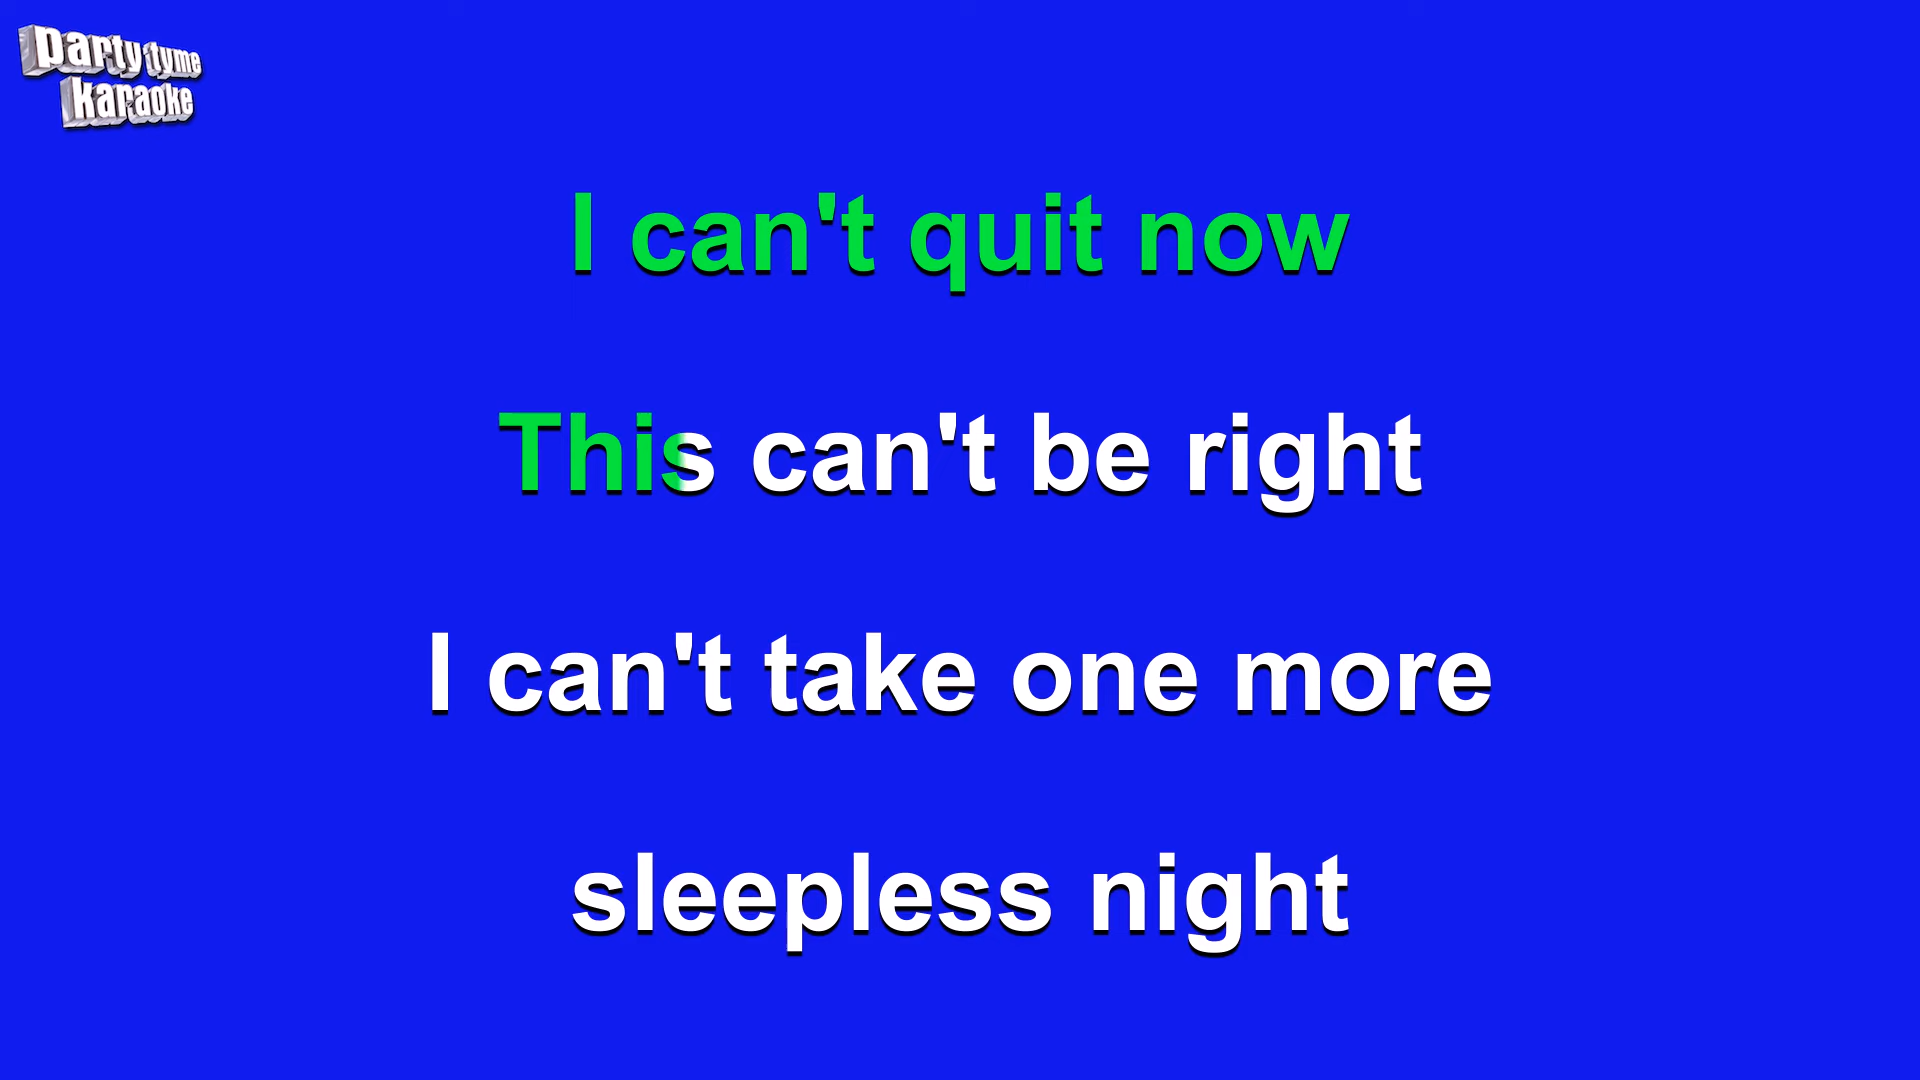 party tyme
karaoke
I can't quit now
This can't be right
I can't take one more
sleepless night